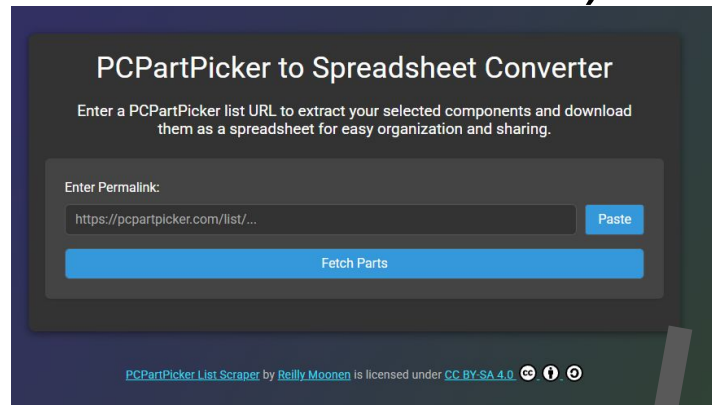 PCPartPicker to Spreadsheet Converter
Enter a PCPartPicker list URL to extract your selected components and download
them as a spreadsheet for easy organization and sharing.
Enter Permalink:
https://pcpartpicker.com/list/...
Paste
Fetch Parts
PCPartPicker List Scraper by Reilly Moonen is licensed under CC BY-SA 4.0